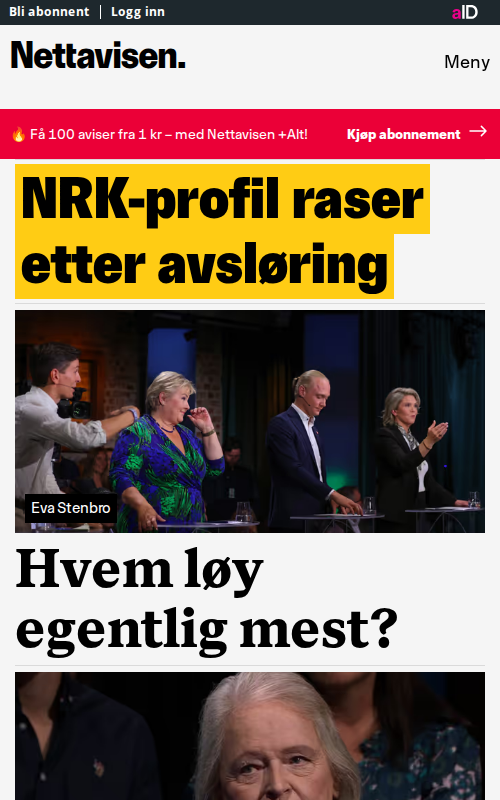 Bli abonnent | Logg inn
aID
Nettavisen.
Meny
🔥 Få 100 aviser fra 1 kr – med Nettavisen +Alt!
Kjøp abonnement →
NRK-profil raser
etter avsløring
Eva Stenbro
Hvem løy
egentlig mest?